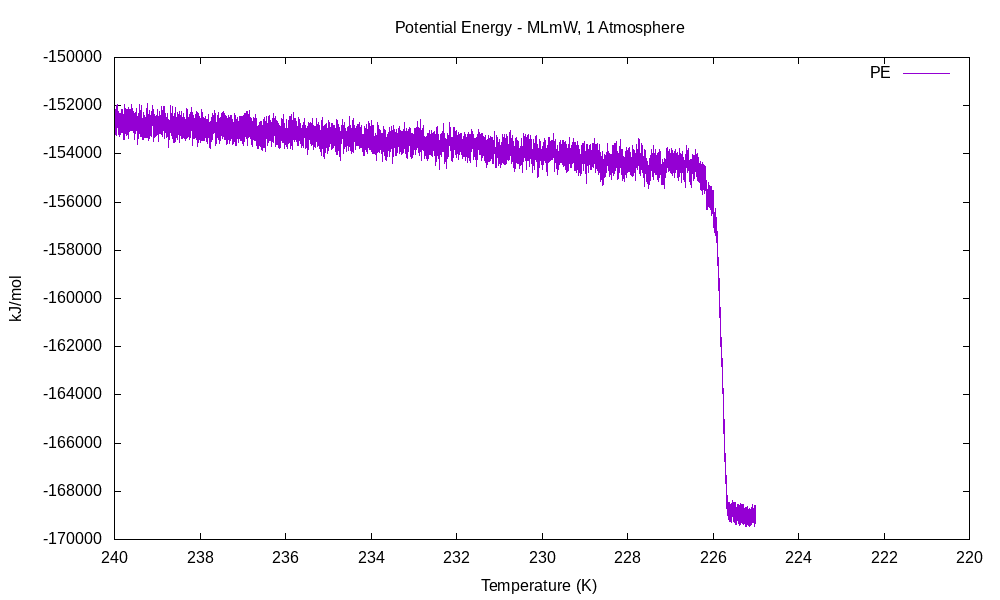 Potential Energy - MLmW, 1 Atmosphere
PE
-150000
-152000
-154000
-156000
-158000
-160000
-162000
-164000
-166000
-168000
-170000
kJ/mol
240 238 236 234 232 230 228 226 224 222 220
Temperature (K)